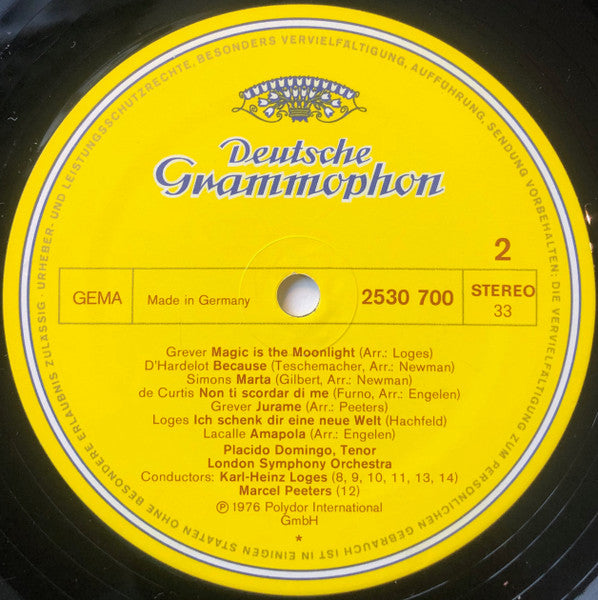 URHEBER- UND LEISTUNGSSCHUTZRECHTE, BESONDERS VERVIELFÄLTIGUNG, AUFFÜHRUNG, SENDUNG VORBEHALTEN; DIE VERVIELFÄLTIGUNG ZUM PERSÖNLICHEN GEBRAUCH IST IN EINIGEN STAATEN OHNE BESONDERE ERLAUBNIS ZULÄSSIG ·
Deutsche
Grammophon
2
GEMA
Made in Germany
2530 700
STEREO
33
Grever Magic is the Moonlight (Arr.: Loges)
D'Hardelot Because (Teschemacher, Arr.: Newman)
Simons Marta (Gilbert, Arr.: Newman)
de Curtis Non ti scordar di me (Furno, Arr.: Engelen)
Grever Jurame (Arr.: Peeters)
Loges Ich schenk dir eine neue Welt (Hachfeld)
Lacalle Amapola (Arr.: Engelen)
Placido Domingo, Tenor
London Symphony Orchestra
Conductors: Karl-Heinz Loges (8, 9, 10, 11, 13, 14)
Marcel Peeters (12)
℗ 1976 Polydor International
GmbH
*